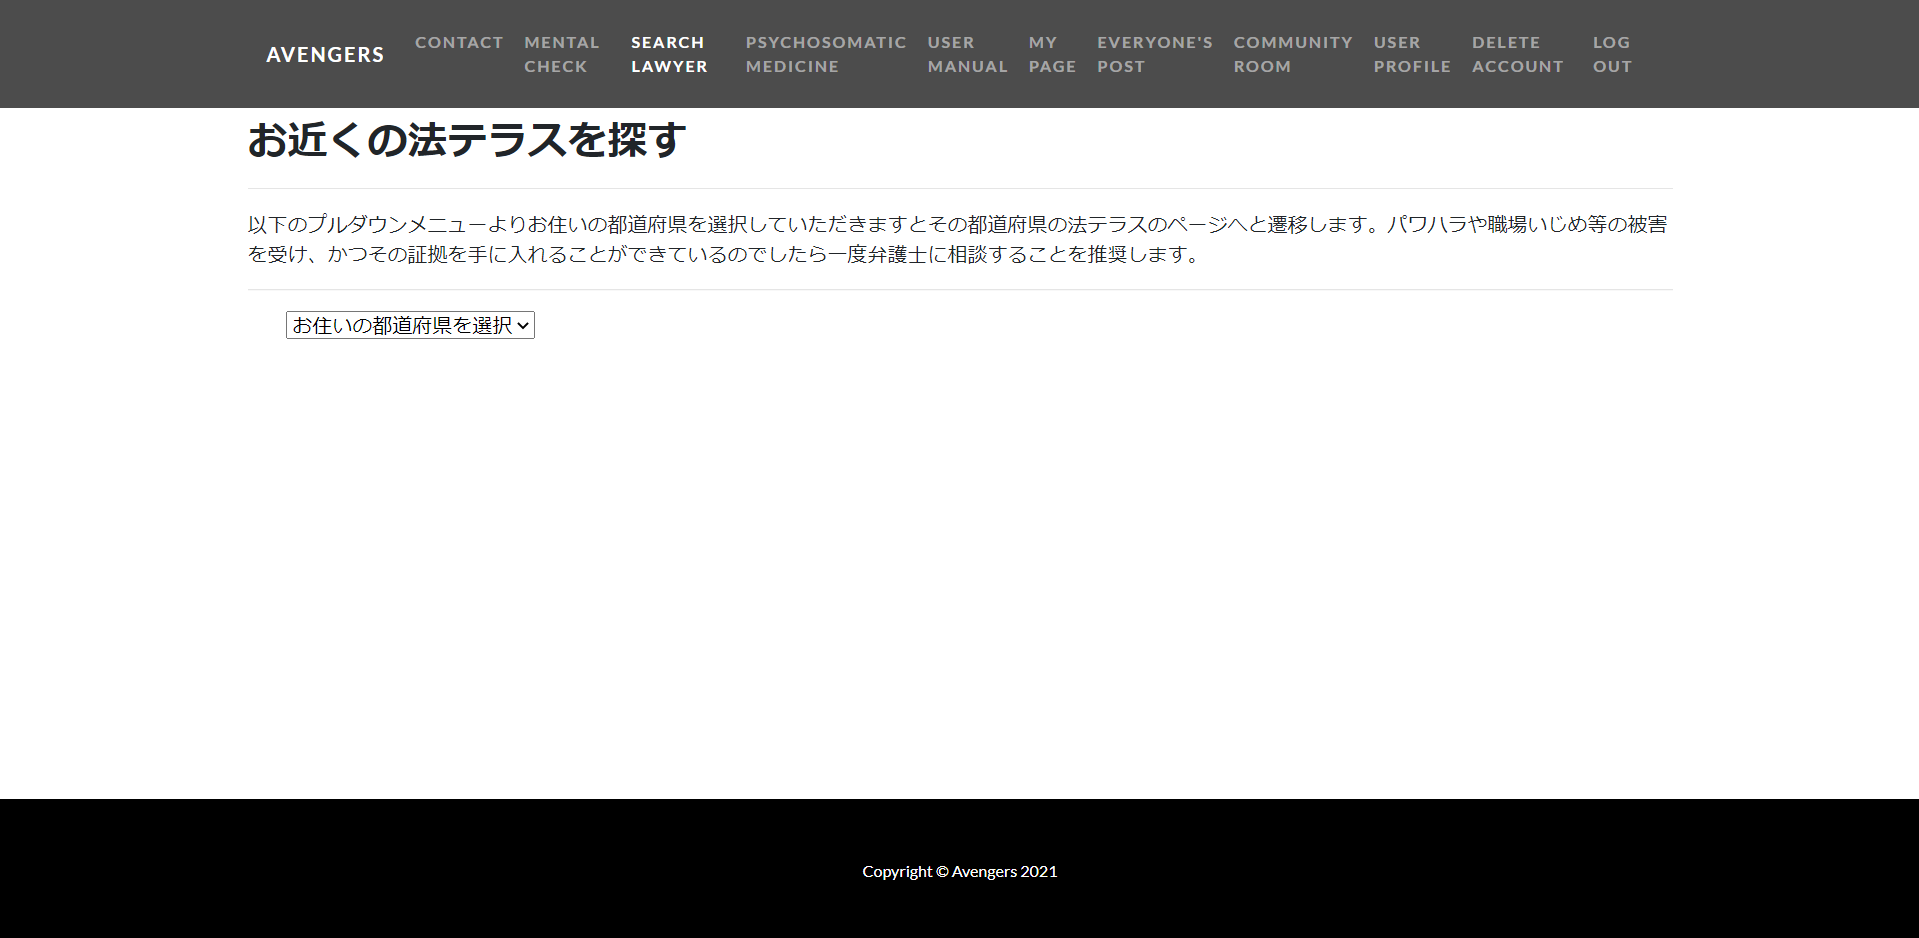 AVENGERS
CONTACT
MENTAL
CHECK
SEARCH
LAWYER
PSYCHOSOMATIC
MEDICINE
USER
MANUAL
MY
PAGE
EVERYONE'S
POST
COMMUNITY
ROOM
USER
PROFILE
DELETE
ACCOUNT
LOG
OUT
お近くの法テラスを探す
以下のプルダウンメニューよりお住いの都道府県を選択していただきますとその都道府県の法テラスのページへと遷移します。パワハラや職場いじめ等の被害
を受け、かつその証拠を手に入れることができているのでしたら一度弁護士に相談することを推奨します。
お住いの都道府県を選択
Copyright © Avengers 2021